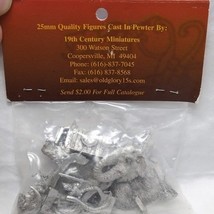 25mm Quality Figures Cast In Pewter By:
19th Century Miniatures
300 Watson Street
Coopersville, MI 49404
Phone: (616)-837-7045
Fax: (616) 837-8568
Email: sales@oldglory15s.com
Send $2.00 For Full Catalogue